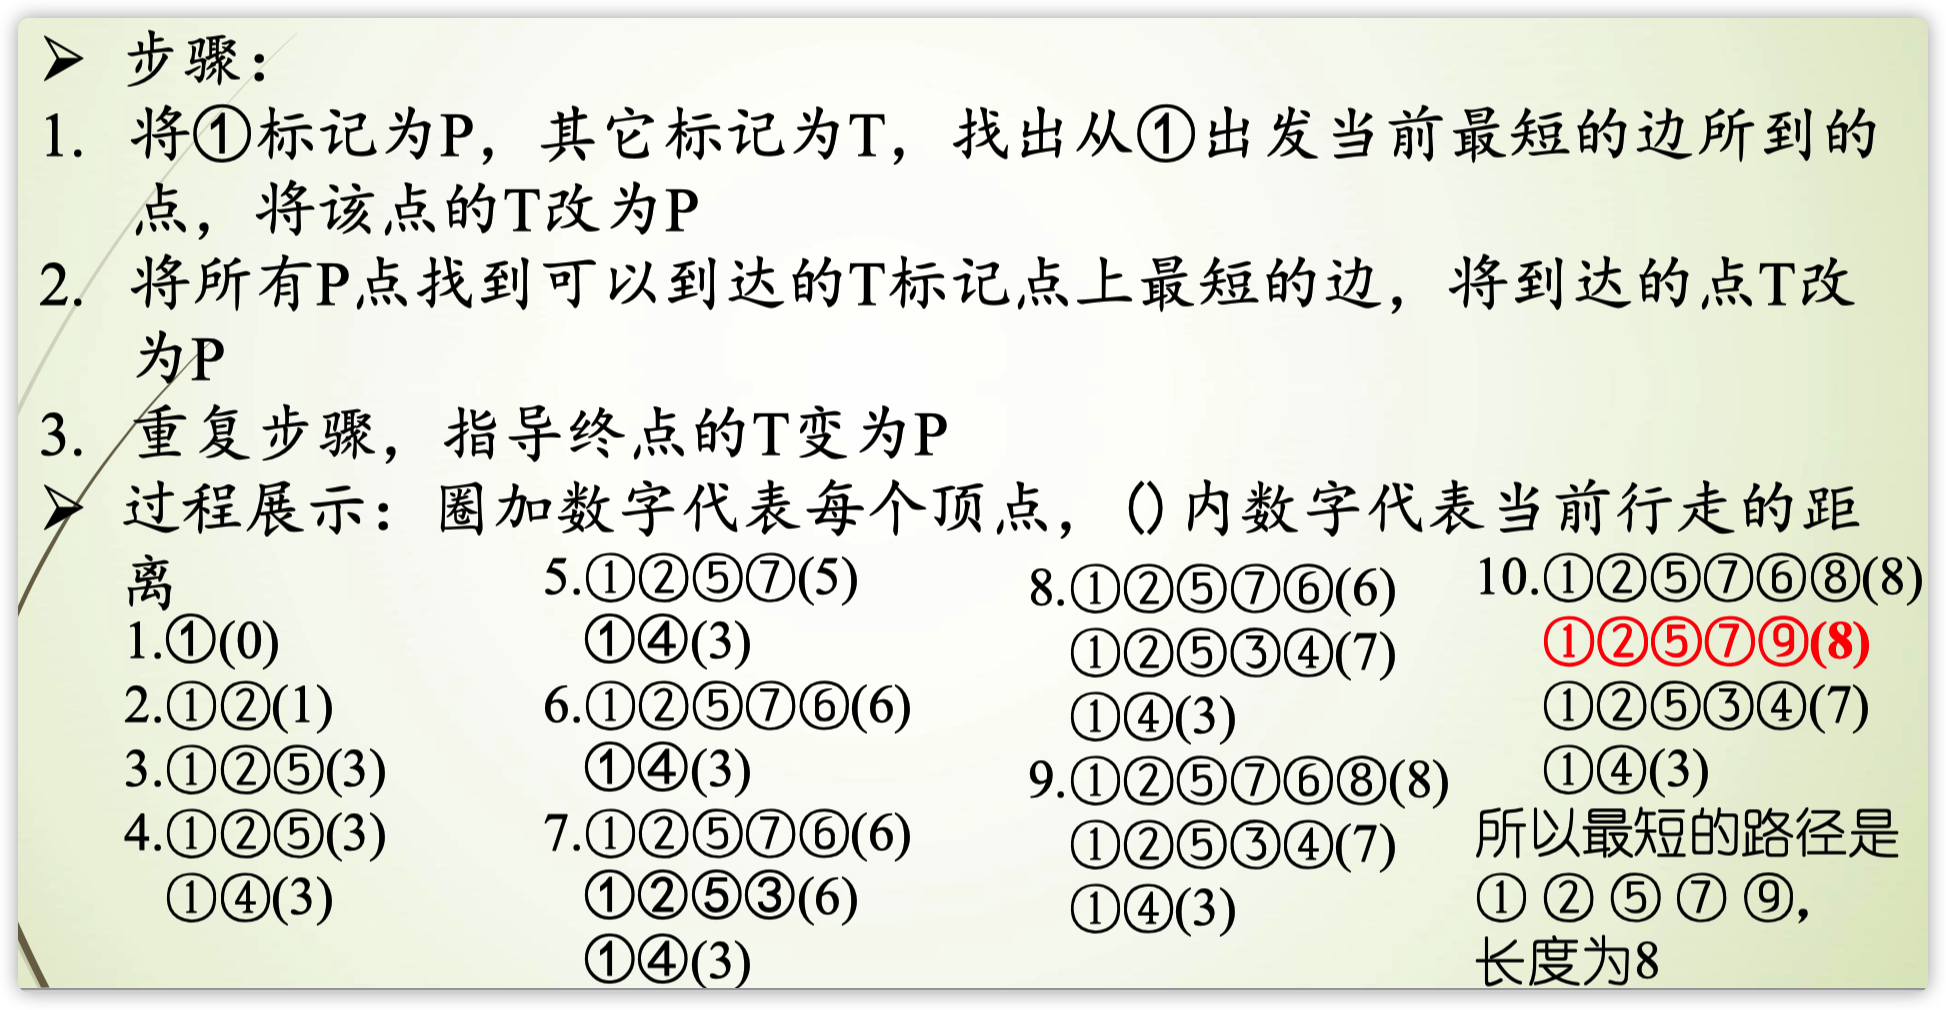 ➢ 步骤：
1. 将①标记为P，其它标记为T，找出从①出发当前最短的边所到的
点，将该点的T改为P
2. 将所有P点找到可以到达的T标记点上最短的边，将到达的点T改
为P
3. 重复步骤，指导终点的T变为P
➢ 过程展示：圈加数字代表每个顶点，()内数字代表当前行走的距
离
1.①(0)
2.①②(1)
3.①②⑤(3)
4.①②⑤(3)
①④(3)
5.①②⑤⑦(5)
①④(3)
6.①②⑤⑦⑥(6)
①④(3)
7.①②⑤⑦⑥(6)
①②⑤③(6)
①④(3)
8.①②⑤⑦⑥(6)
①②⑤③④(7)
①④(3)
9.①②⑤⑦⑥⑧(8)
①②⑤③④(7)
①④(3)
10.①②⑤⑦⑥⑧(8)
①②⑤⑦⑨(8)
①②⑤③④(7)
①④(3)
所以最短的路径是
① ② ⑤ ⑦ ⑨，
长度为8